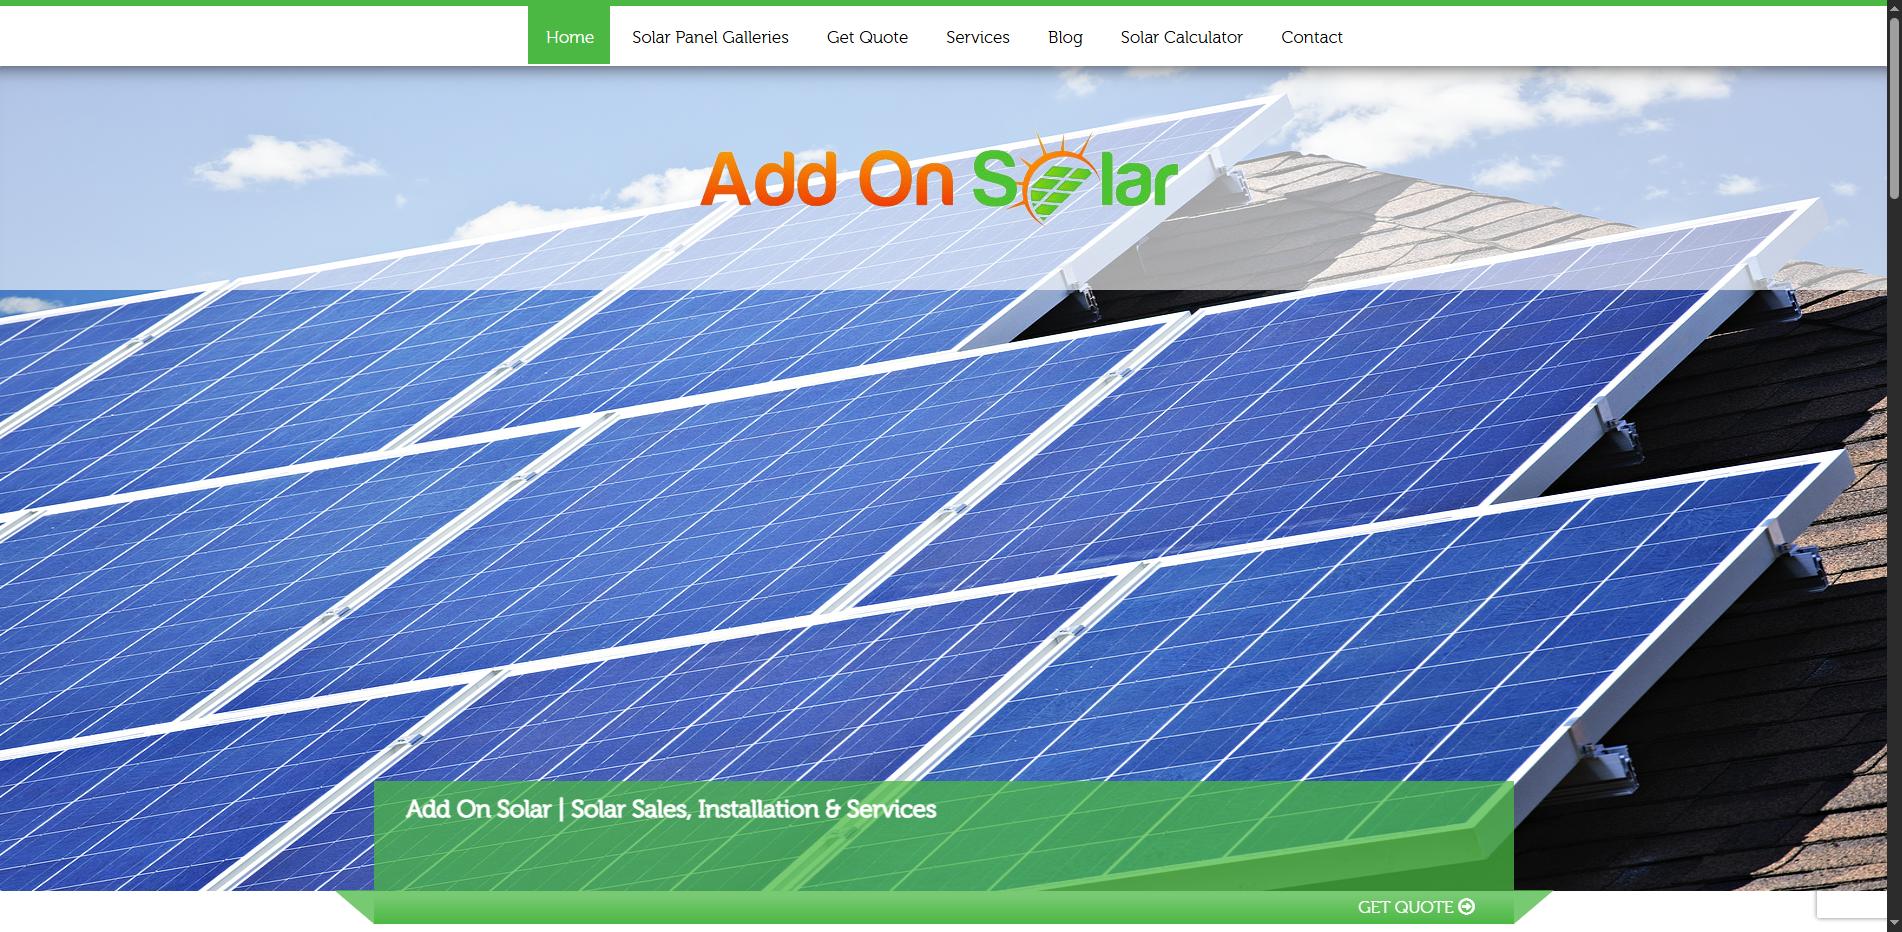 Home
Solar Panel Galleries
Get Quote
Services
Blog
Solar Calculator
Contact
Add On Solar
Add On Solar | Solar Sales, Installation & Services
GET QUOTE